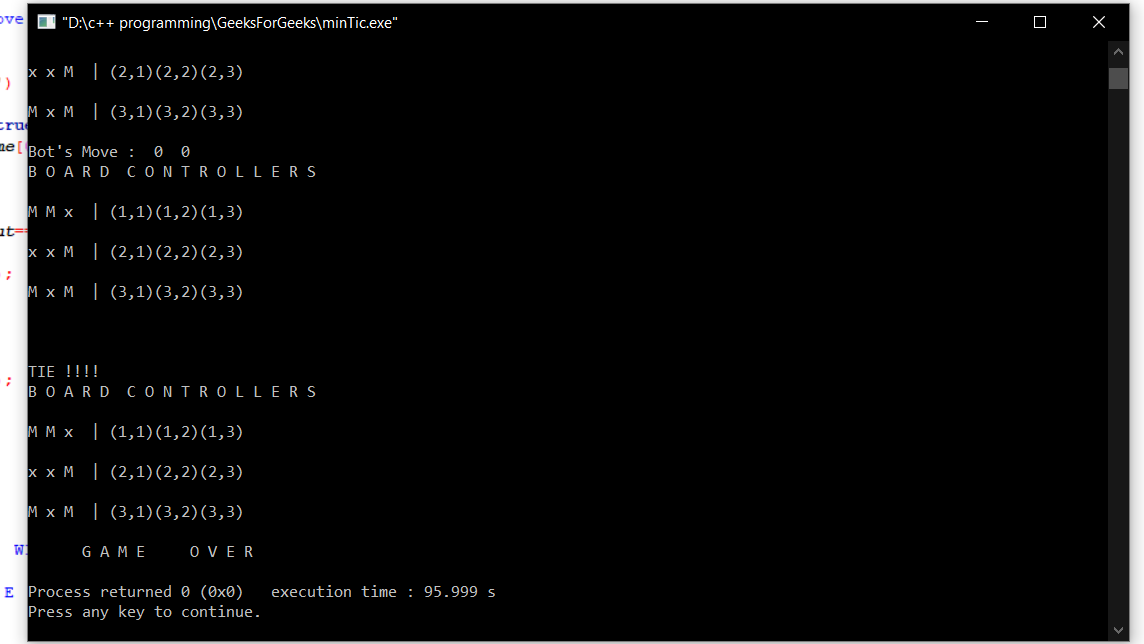 "D:\c++ programming\GeeksForGeeks\minTic.exe"
x x M | (2,1)(2,2)(2,3)
M x M | (3,1)(3,2)(3,3)
Bot's Move : 0 0
B O A R D C O N T R O L L E R S
M M x | (1,1)(1,2)(1,3)
x x M | (2,1)(2,2)(2,3)
M x M | (3,1)(3,2)(3,3)
TIE !!!!
B O A R D C O N T R O L L E R S
M M x | (1,1)(1,2)(1,3)
x x M | (2,1)(2,2)(2,3)
M x M | (3,1)(3,2)(3,3)
G A M E O V E R
Process returned 0 (0x0) execution time : 95.999 s
Press any key to continue.